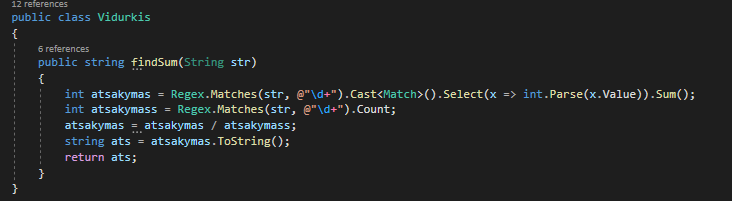 12 references
public class Vidurkis
{
6 references
public string findSum(String str)
{
int atsakymas = Regex.Matches(str, @"\d+").Cast<Match>().Select(x => int.Parse(x.Value)).Sum();
int atsakymass = Regex.Matches(str, @"\d+").Count;
atsakymas = atsakymas / atsakymass;
string ats = atsakymas.ToString();
return ats;
}
}